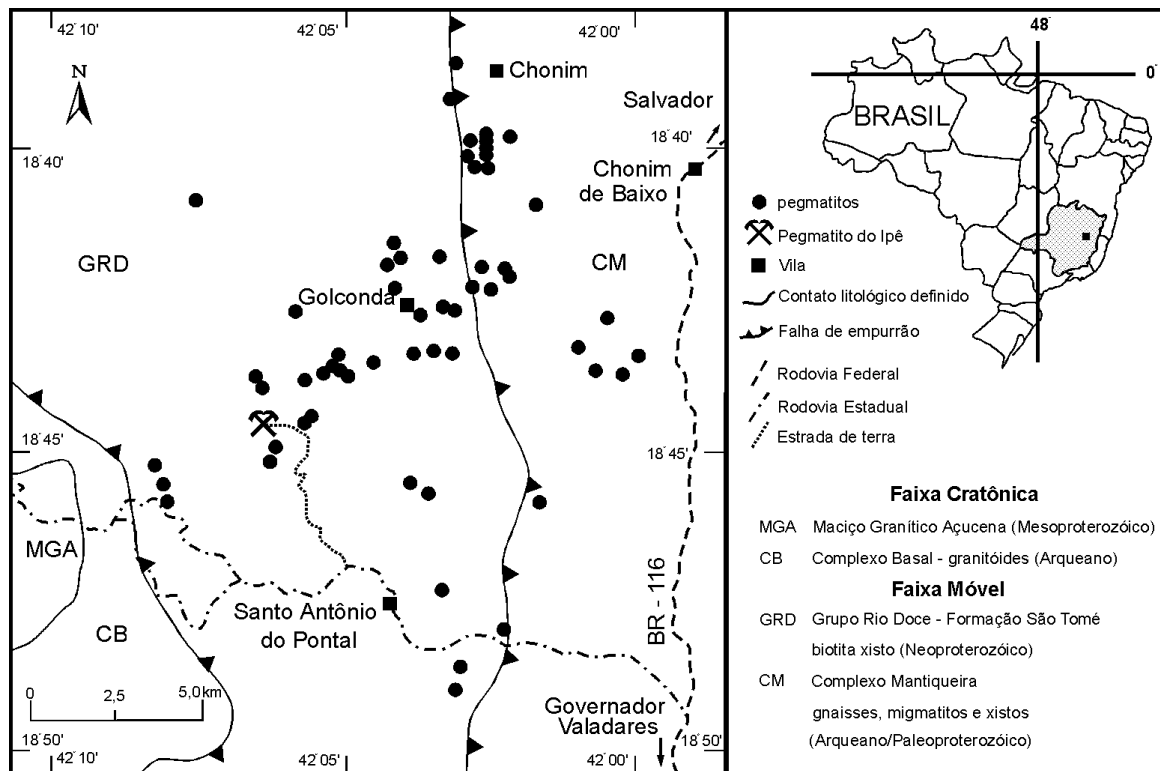 42° 10'
42° 05'
42° 00'
N
Chonim
Salvador
18° 40'
18° 40'
Chonim
de Baixo
GRD
CM
Golconda
18° 45'
18° 45'
MGA
CB
Santo Antônio
do Pontal
BR - 116
0
2,5
5,0 km
Governador
Valadares
18° 50'
18° 50'
42° 10'
42° 05'
42° 00'
48°
0°
BRASIL
pegmatitos
Pegmatito do Ipê
Vila
Contato litológico definido
Falha de empurrão
Rodovia Federal
Rodovia Estadual
Estrada de terra
Faixa Cratônica
MGA Maciço Granítico Açucena (Mesoproterozóico)
CB Complexo Basal - granitóides (Arqueano)
Faixa Móvel
GRD Grupo Rio Doce - Formação São Tomé
biotita xisto (Neoproterozóico)
CM Complexo Mantiqueira
gnaisses, migmatitos e xistos
(Arqueano/Paleoproterozóico)